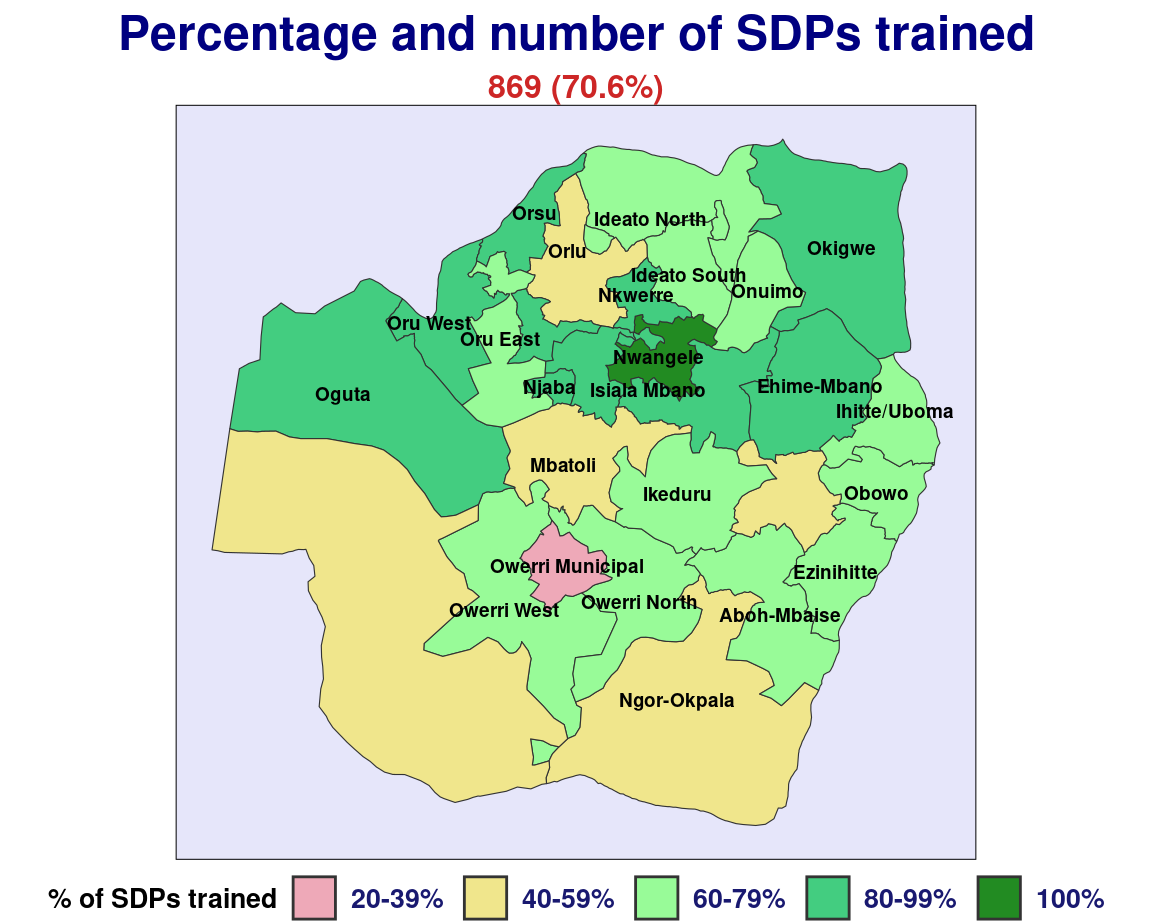 Percentage and number of SDPs trained
869 (70.6%)
Orsu
Ideato North
Orlu
Okigwe
Ideato South
Nkwerre
Onuimo
Oru West
Oru East
Nwangele
Njaba
Isiala Mbano
Ehime-Mbano
Oguta
Ihitte/Uboma
Mbatoli
Ikeduru
Obowo
Owerri Municipal
Ezinihitte
Owerri West
Owerri North
Aboh-Mbaise
Ngor-Okpala
% of SDPs trained 20-39% 40-59% 60-79% 80-99% 100%